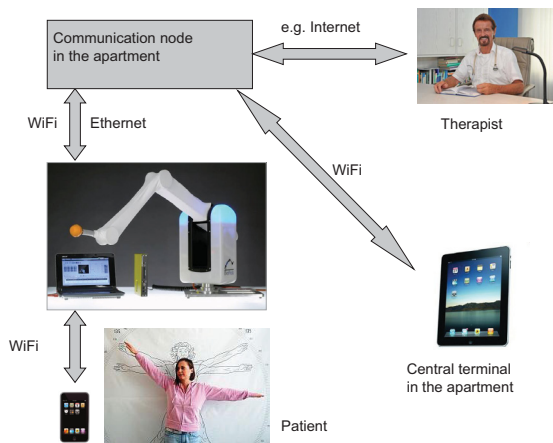 Communication node
in the apartment
e.g. Internet
Therapist
WiFi
Ethernet
WiFi
WiFi
Central terminal
in the apartment
Patient